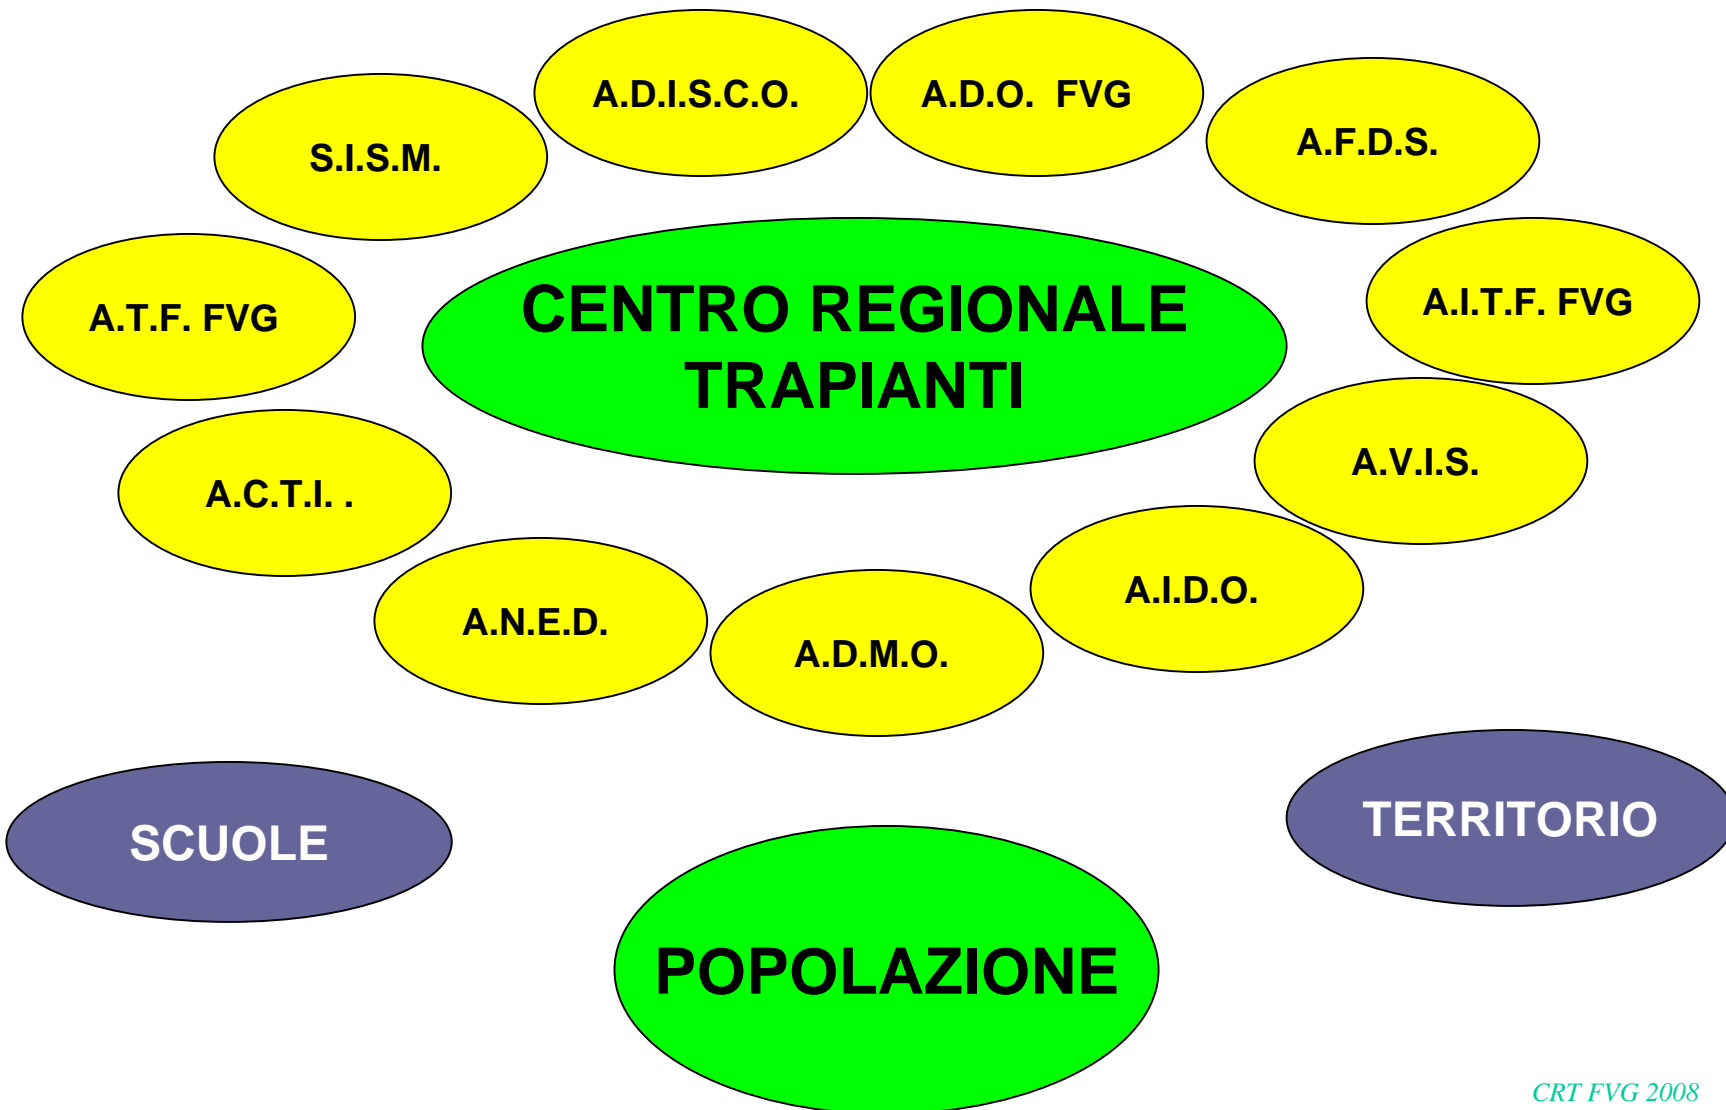 A.D.I.S.C.O.
A.D.O. FVG
A.F.D.S.
S.I.S.M.
CENTRO REGIONALE
TRAPIANTI
A.I.T.F. FVG
A.T.F. FVG
A.V.I.S.
A.C.T.I. .
A.I.D.O.
A.N.E.D.
A.D.M.O.
SCUOLE
TERRITORIO
POPOLAZIONE
CRT FVG 2008